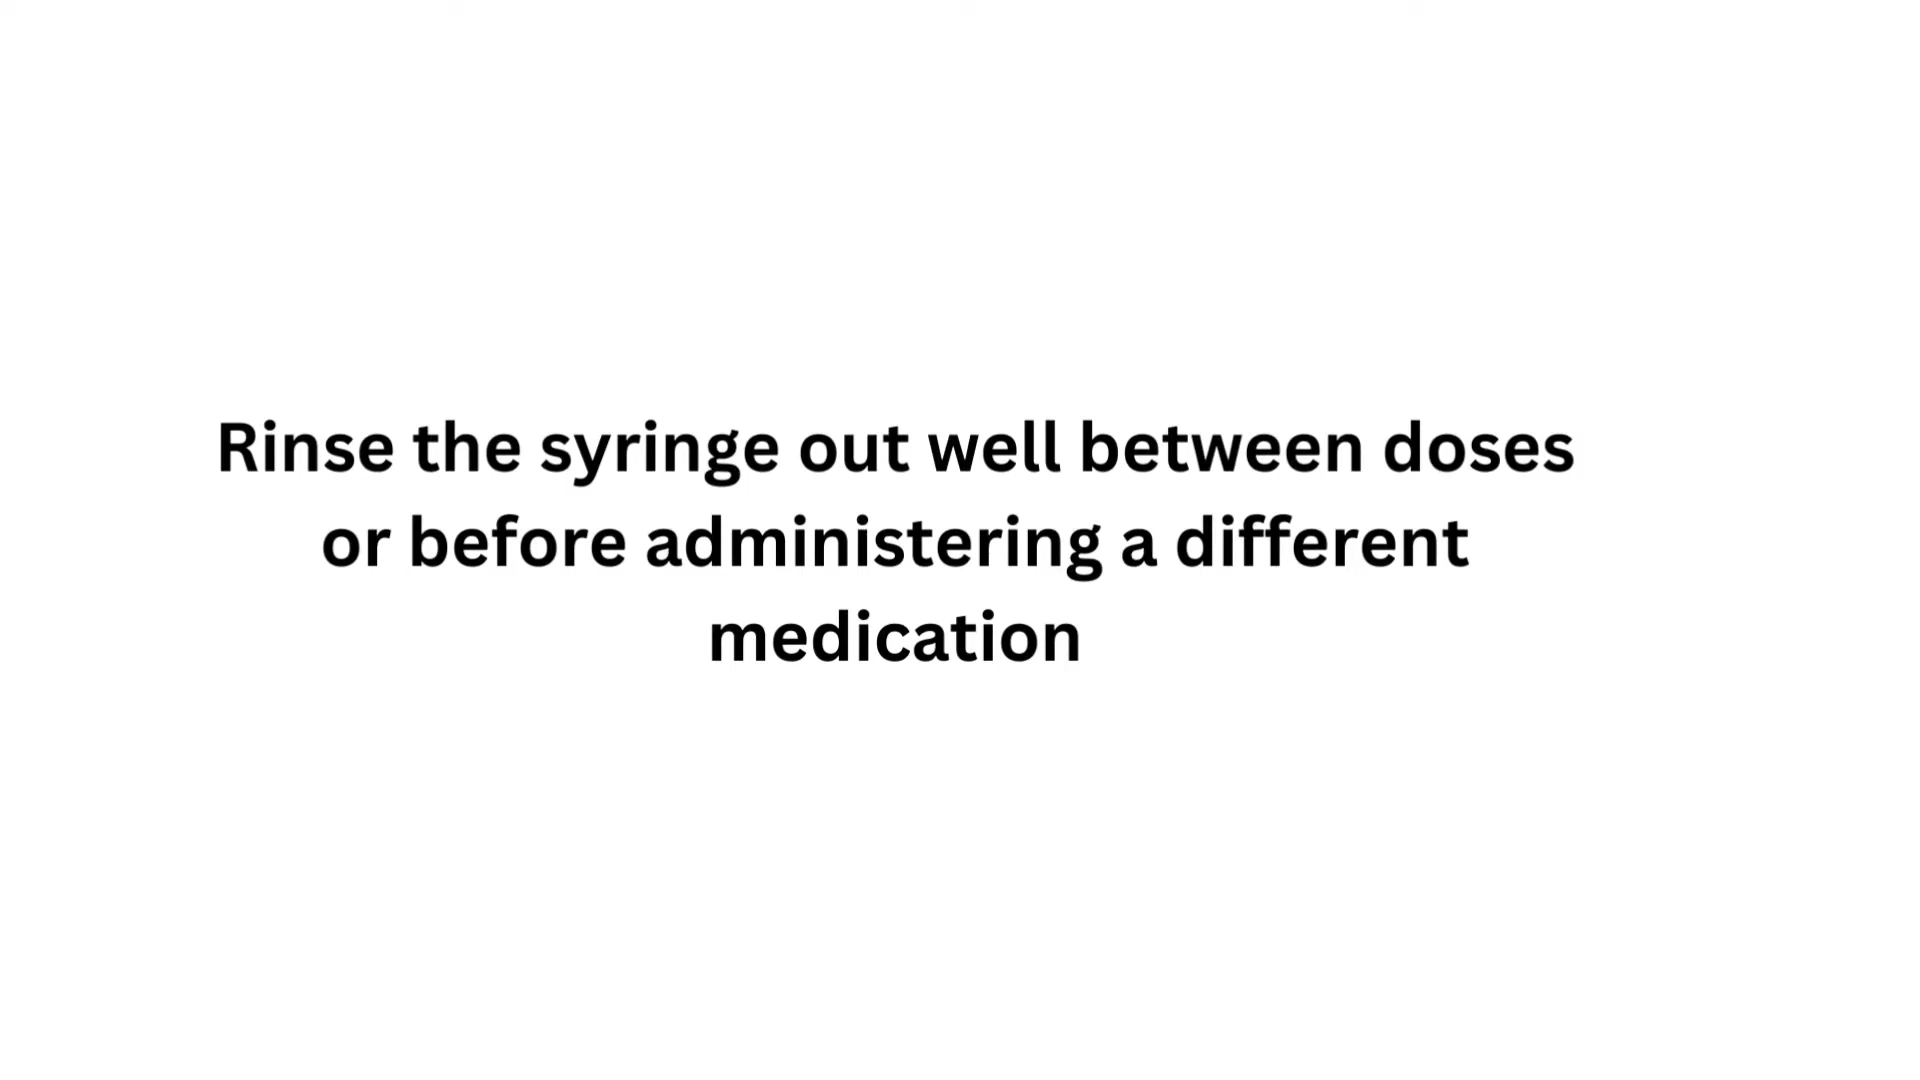 Rinse the syringe out well between doses
or before administering a different
medication